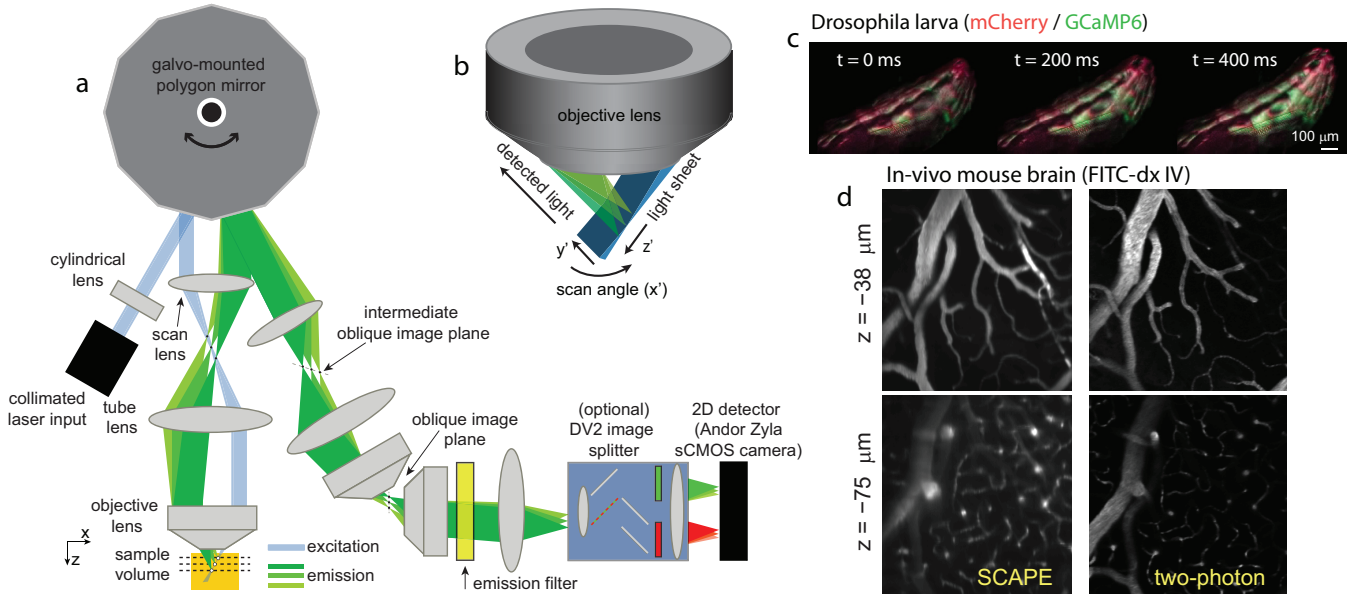 a
galvo-mounted
polygon mirror
cylindrical
lens
scan
lens
collimated
laser input
tube
lens
intermediate
oblique image plane
oblique image
plane
(optional)
DV2 image
splitter
2D detector
(Andor Zyla
sCMOS camera)
objective
lens
x
z
sample
volume
excitation
emission
emission filter
b
objective lens
detected light
light sheet
y'
z'
scan angle (x')
c
Drosophila larva (mCherry / GCaMP6)
t = 0 ms
t = 200 ms
t = 400 ms
100 μm
d
In-vivo mouse brain (FITC-dx IV)
z = -38 μm
z = -75 μm
SCAPE
two-photon